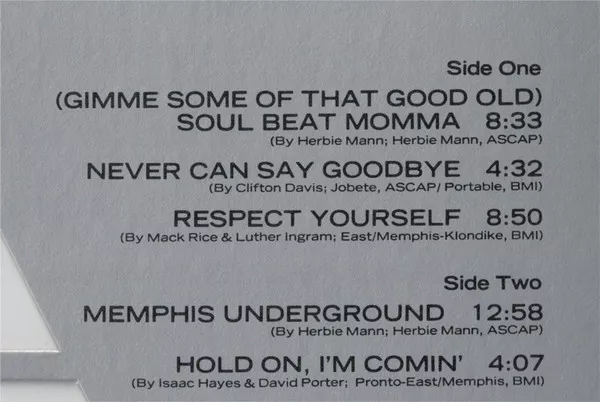 Side One
(GIMME SOME OF THAT GOOD OLD)
SOUL BEAT MOMMA 8:33
(By Herbie Mann; Herbie Mann, ASCAP)
NEVER CAN SAY GOODBYE 4:32
(By Clifton Davis; Jobete, ASCAP/ Portable, BMI)
RESPECT YOURSELF 8:50
(By Mack Rice & Luther Ingram; East/Memphis-Klondike, BMI)
Side Two
MEMPHIS UNDERGROUND 12:58
(By Herbie Mann; Herbie Mann, ASCAP)
HOLD ON, I'M COMIN' 4:07
(By Isaac Hayes & David Porter; Pronto-East/Memphis, BMI)